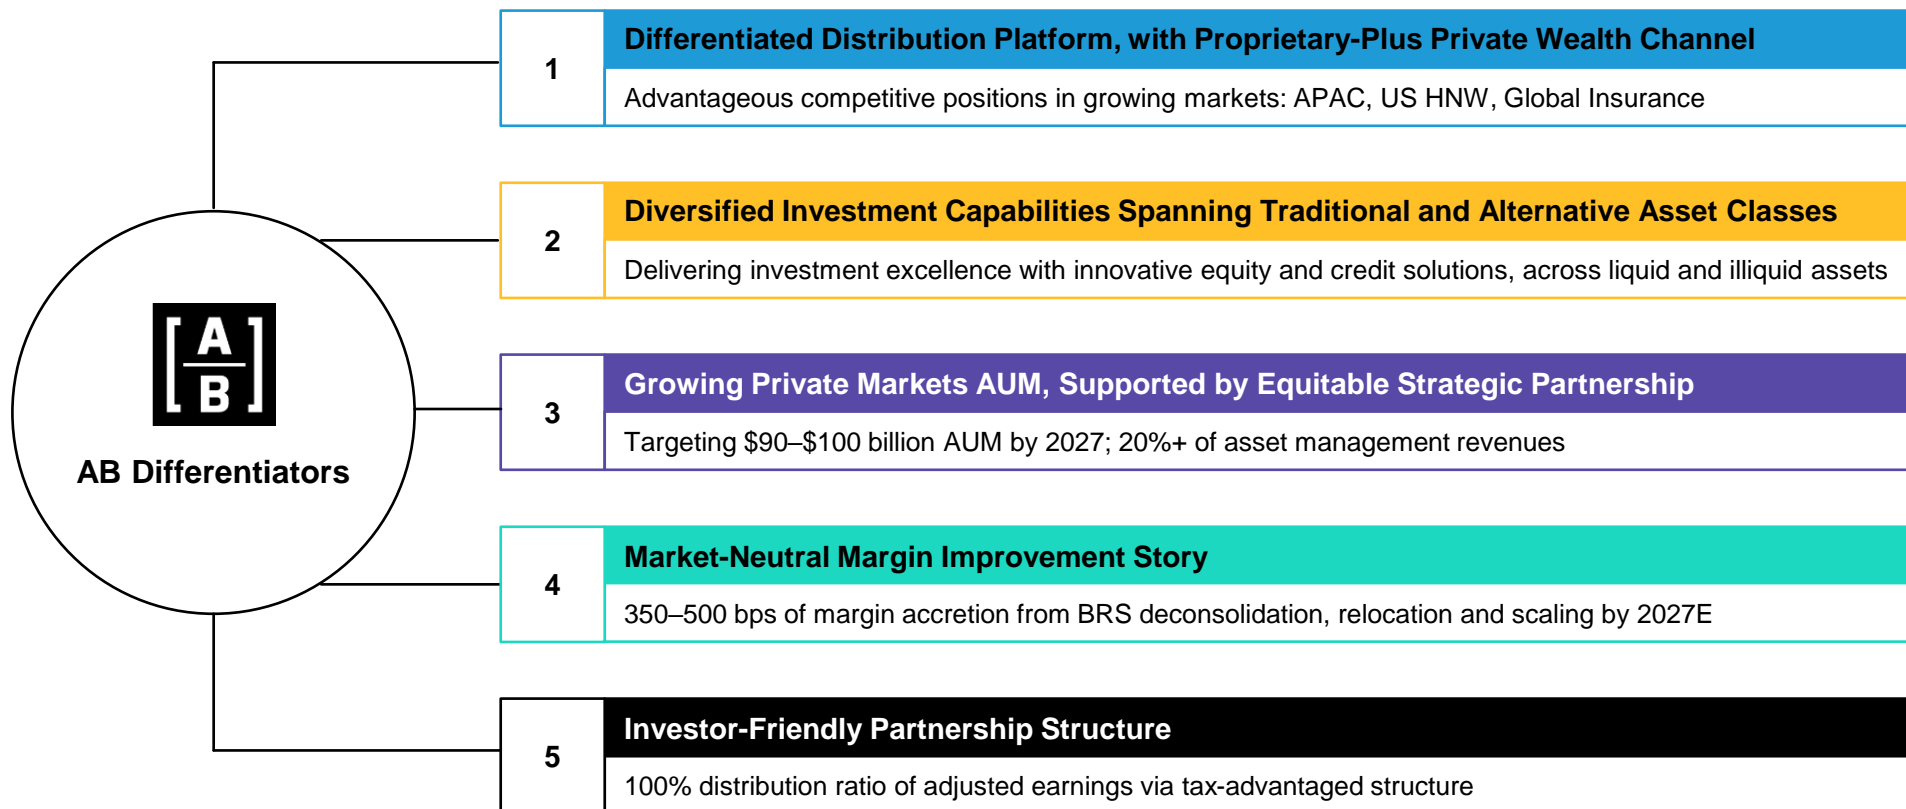 A
B
AB Differentiators
1
Differentiated Distribution Platform, with Proprietary-Plus Private Wealth Channel
Advantageous competitive positions in growing markets: APAC, US HNW, Global Insurance
2
Diversified Investment Capabilities Spanning Traditional and Alternative Asset Classes
Delivering investment excellence with innovative equity and credit solutions, across liquid and illiquid assets
3
Growing Private Markets AUM, Supported by Equitable Strategic Partnership
Targeting $90–$100 billion AUM by 2027; 20%+ of asset management revenues
4
Market-Neutral Margin Improvement Story
350–500 bps of margin accretion from BRS deconsolidation, relocation and scaling by 2027E
5
Investor-Friendly Partnership Structure
100% distribution ratio of adjusted earnings via tax-advantaged structure